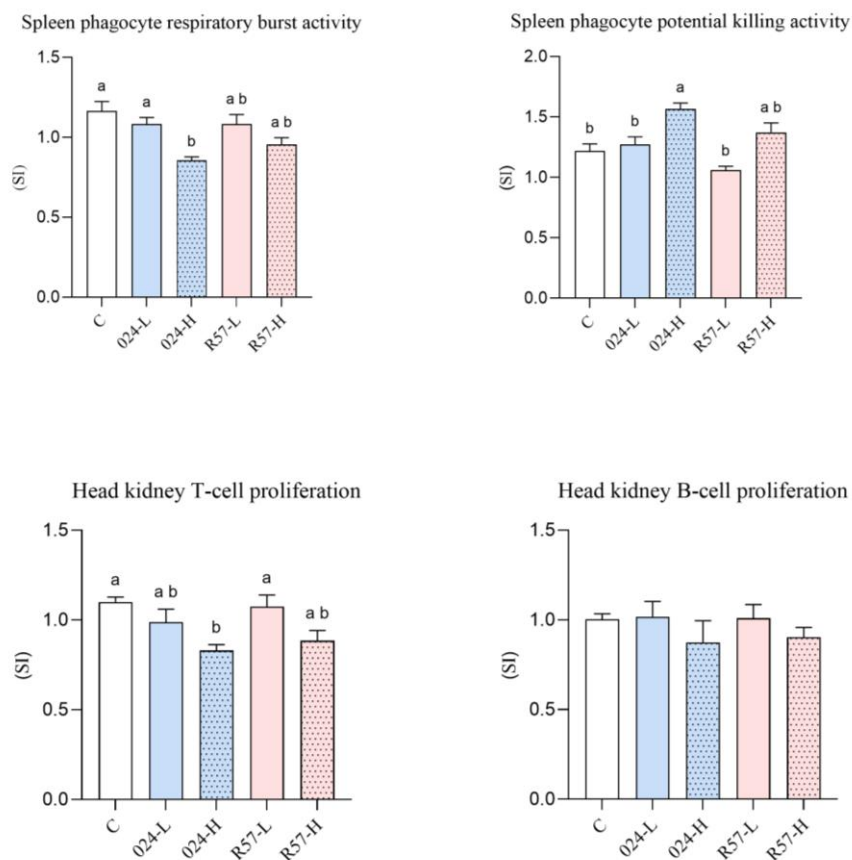 Spleen phagocyte respiratory burst activity
1.5
1.0
0.5
0.0
(SI)
a
a
b
a b
a b
C
024-L
024-H
R57-L
R57-H
Spleen phagocyte potential killing activity
2.0
1.5
1.0
0.5
0.0
(SI)
b
b
a
b
a b
C
024-L
024-H
R57-L
R57-H
Head kidney T-cell proliferation
1.5
1.0
0.5
0.0
(SI)
a
a b
b
a
a b
C
024-L
024-H
R57-L
R57-H
Head kidney B-cell proliferation
1.5
1.0
0.5
0.0
(SI)
C
024-L
024-H
R57-L
R57-H